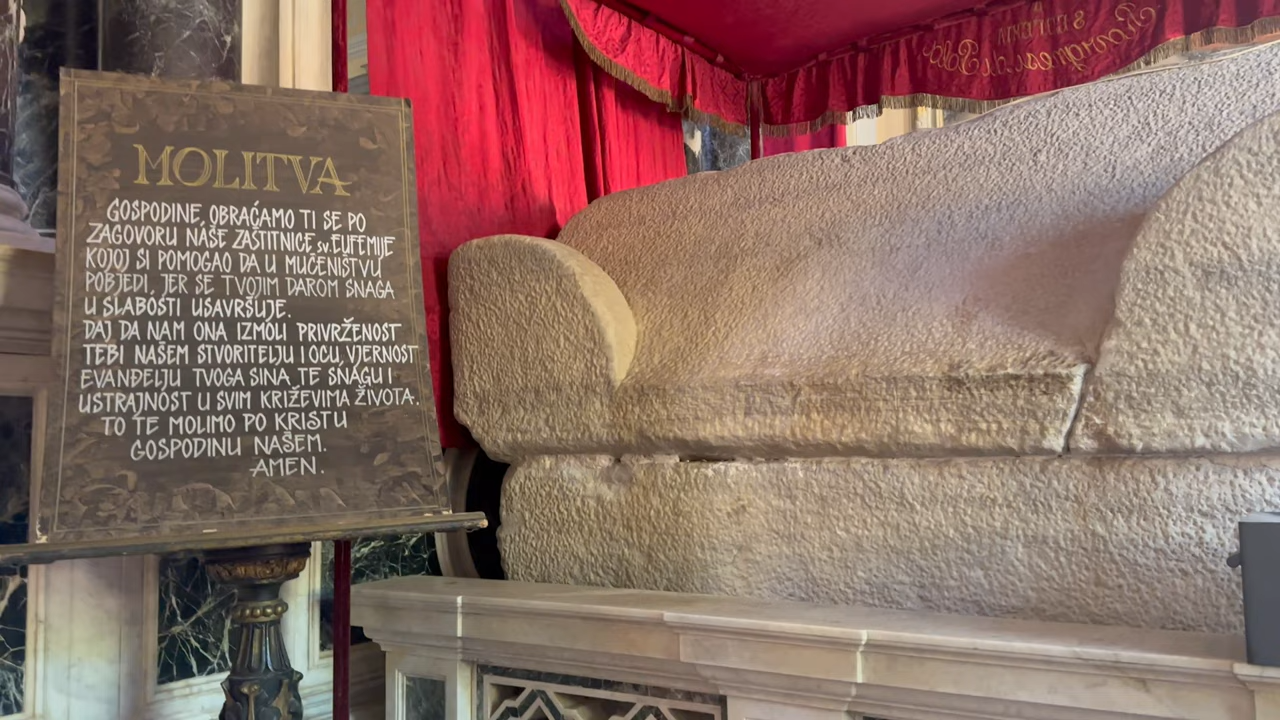 MOLITVA
GOSPODINE, OBRAĆAMO TI SE PO
ZAGOVORU NAŠE ZAŠTITNICE SV. EUFEMIJE
KOJOJ SI POMOGAO DA U MUČENIŠTVU
POBJEDI, JER SE TVOJIM DAROM SNAGA
U SLABOSTI USAVRŠUJE.
DAJ DA NAM ONA IZMOLI PRIVRŽENOST
TEBI NAŠEM STVORITELJU I OCU, VJERNOST
EVANĐELJU TVOGA SINA, TE SNAGU I
USTRAJNOST U SVIM KRIŽEVIMA ŽIVOTA.
TO TE MOLIMO PO KRISTU
GOSPODINU NAŠEM.
AMEN.